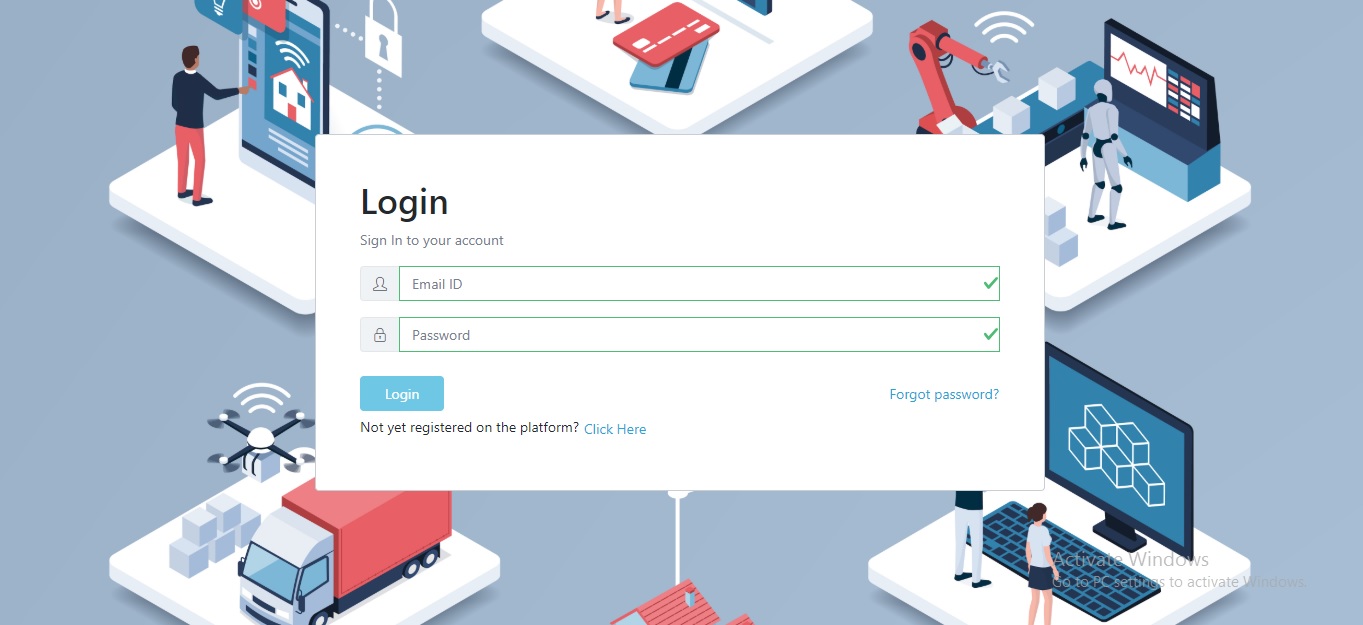 Login
Sign In to your account
Email ID
Password
Login
Forgot password?
Not yet registered on the platform? Click Here
Activate Windows
Go to PC settings to activate Windows.